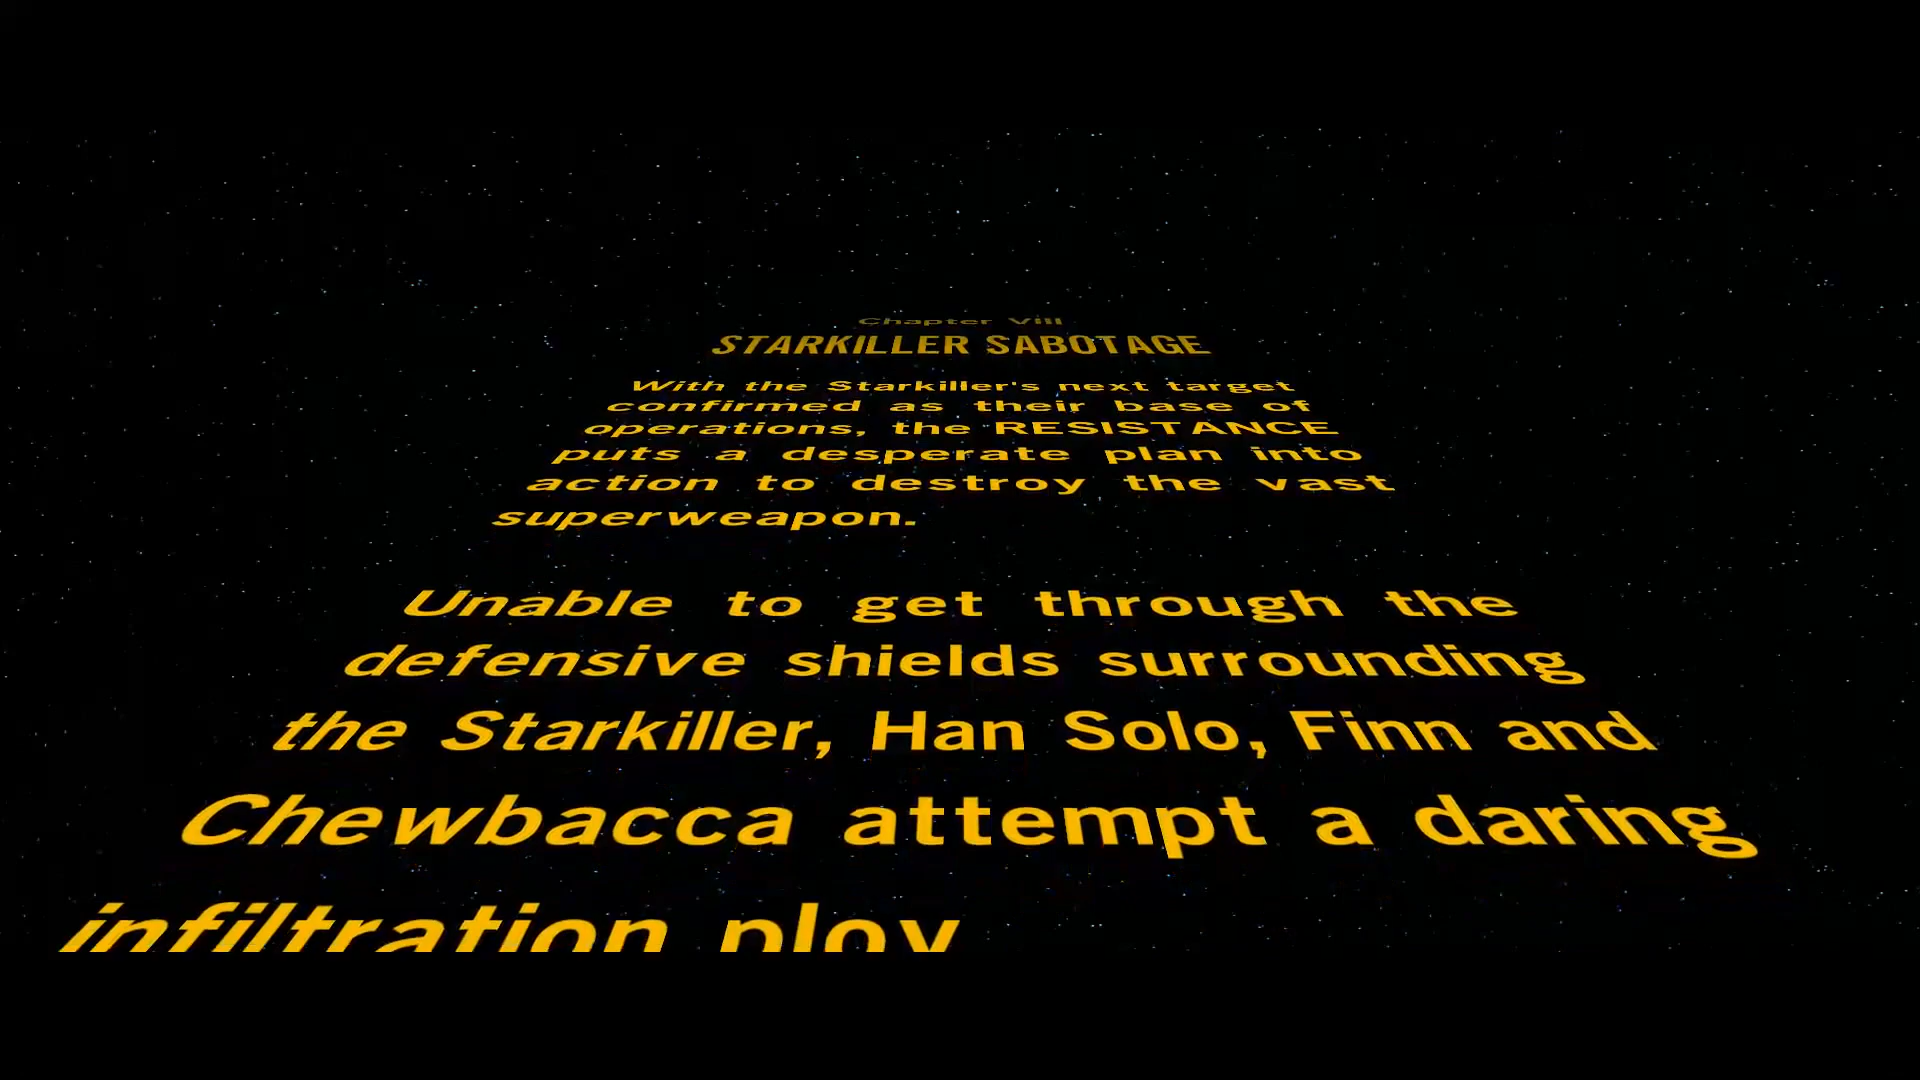 Chapter VIII
STARKILLER SABOTAGE
With the Starkiller's next target
confirmed as their base of
operations, the RESISTANCE
puts a desperate plan into
action to destroy the vast
superweapon.
Unable to get through the
defensive shields surrounding
the Starkiller, Han Solo, Finn and
Chewbacca attempt a daring
infiltration ploy